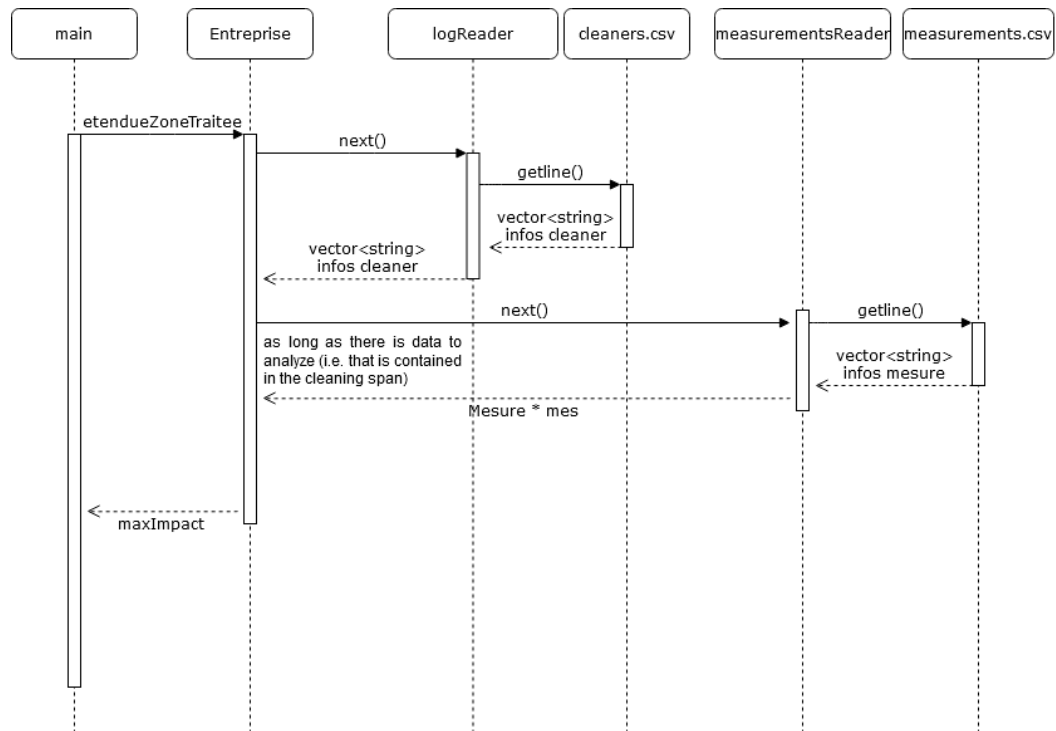 main
Entreprise
logReader
cleaners.csv
measurementsReader
measurements.csv
etendueZoneTraitee
next()
getline()
vector<string>
infos cleaner
vector<string>
infos cleaner
next()
getline()
as long as there is data to
analyze (i.e. that is contained
in the cleaning span)
vector<string>
infos mesure
Mesure * mes
maxImpact